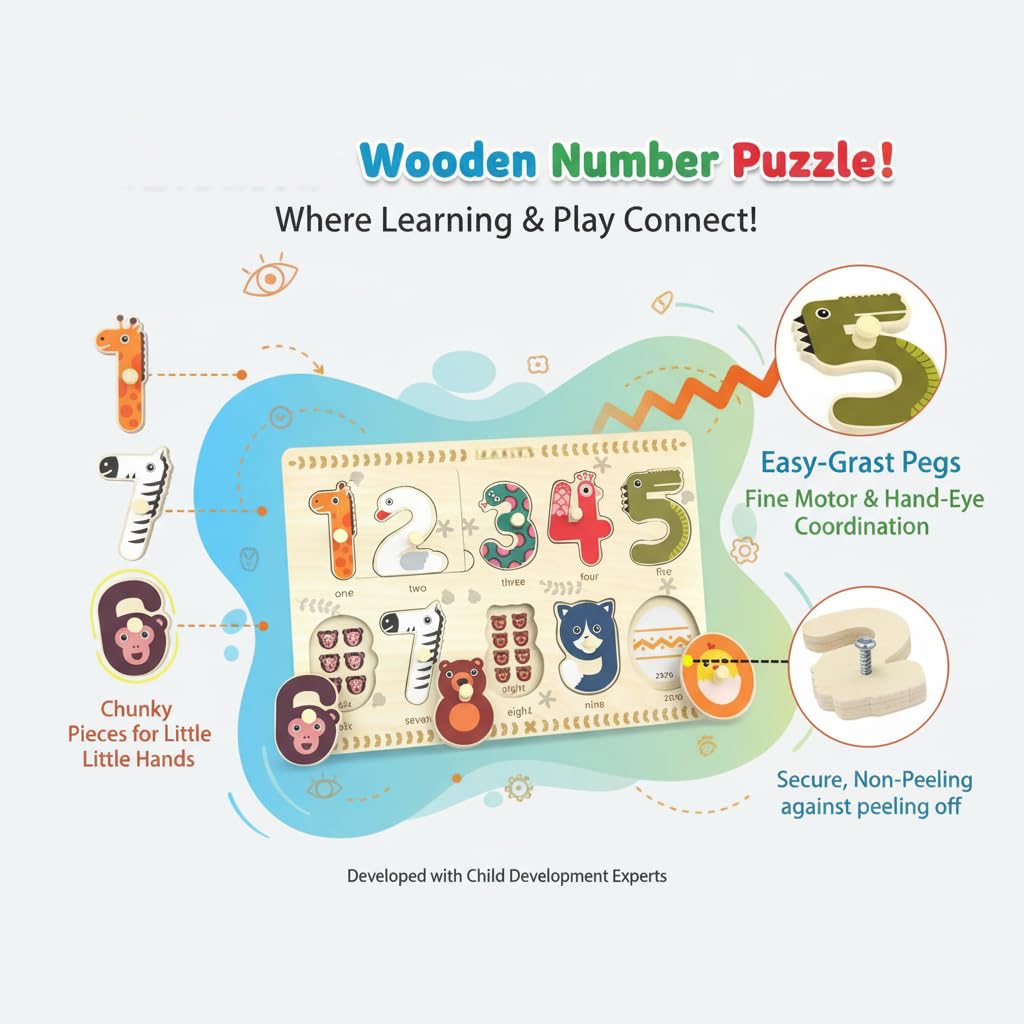 Wooden Number Puzzle!
Where Learning & Play Connect!
Easy-Grast Pegs
Fine Motor & Hand-Eye
Coordination
one
two
three
four
five
seven
eight
nine
Chunky
Pieces for Little
Little Hands
Secure, Non-Peeling
against peeling off
Developed with Child Development Experts